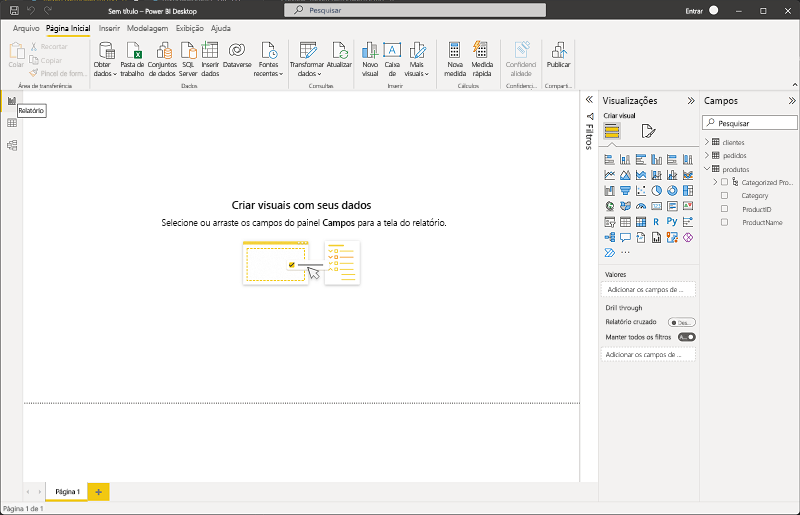 Sem título – Power BI Desktop
Pesquisar
Entrar
Arquivo
Página Inicial
Inserir
Modelagem
Exibição
Ajuda
Colar
Recortar
Copiar
Pincel de form...
Área de transferência
Obter dados
Pasta de trabalho
Conjuntos de dados
SQL Server
Inserir dados
Dataverse
Fontes recentes
Dados
Transformar dados
Atualizar
Consultas
Novo visual
Caixa de
Mais visuais
Inserir
Nova medida
Medida rápida
Cálculos
Confidenci alidade
Confidenci...
Publicar
Comparti...
Relatório
Criar visuais com seus dados
Selecione ou arraste os campos do painel Campos para a tela do relatório.
Filtros
Visualizações
Criar visual
R
Py
Valores
Adicionar os campos de ...
Drill through
Relatório cruzado
Des...
Manter todos os filtros
A...
Adicionar os campos de ...
Campos
Pesquisar
clientes
pedidos
produtos
Categorized Pro...
Category
ProductID
ProductName
Página 1
Página 1 de 1